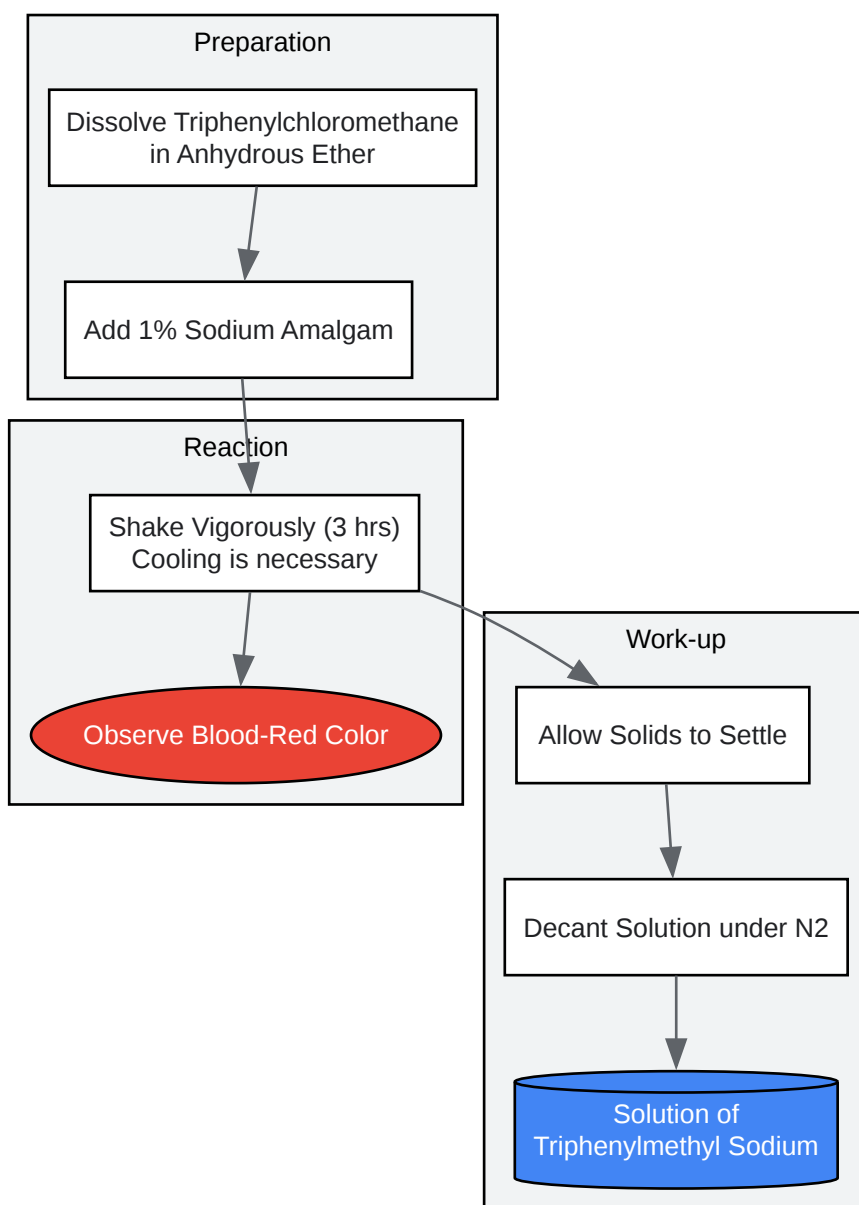 Preparation
Dissolve Triphenylchloromethane
in Anhydrous Ether
Add 1% Sodium Amalgam
Reaction
Shake Vigorously (3 hrs)
Cooling is necessary
Observe Blood-Red Color
Work-up
Allow Solids to Settle
Decant Solution under N2
Solution of
Triphenylmethyl Sodium